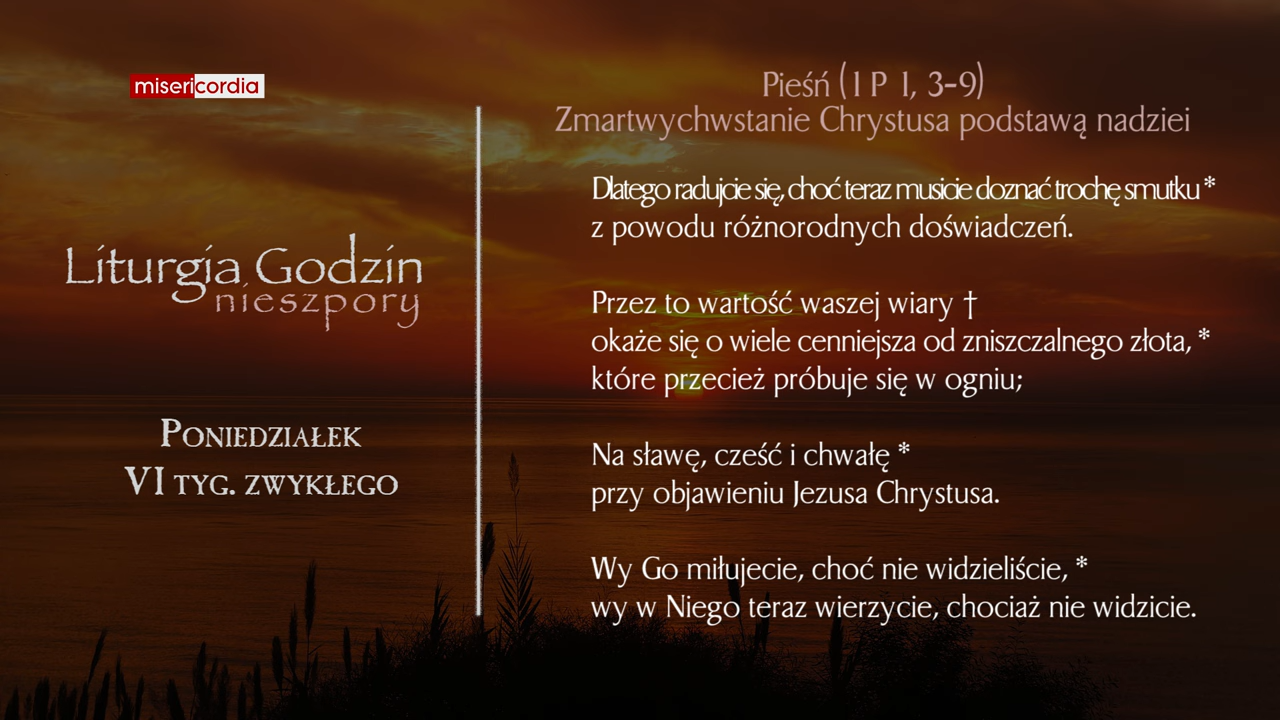 misericordia
Liturgia Godzin
nieszpory
Poniedziałek
VI tyg. zwykłego
Pieśń (1 P 1, 3-9)
Zmartwychwstanie Chrystusa podstawą nadziei
Dlatego radujcie się, choć teraz musicie doznać trochę smutku *
z powodu różnorodnych doświadczeń.
Przez to wartość waszej wiary †
okaże się o wiele cenniejsza od zniszczalnego złota, *
które przecież próbuje się w ogniu;
Na sławę, cześć i chwałę *
przy objawieniu Jezusa Chrystusa.
Wy Go miłujecie, choć nie widzieliście, *
wy w Niego teraz wierzycie, chociaż nie widzicie.